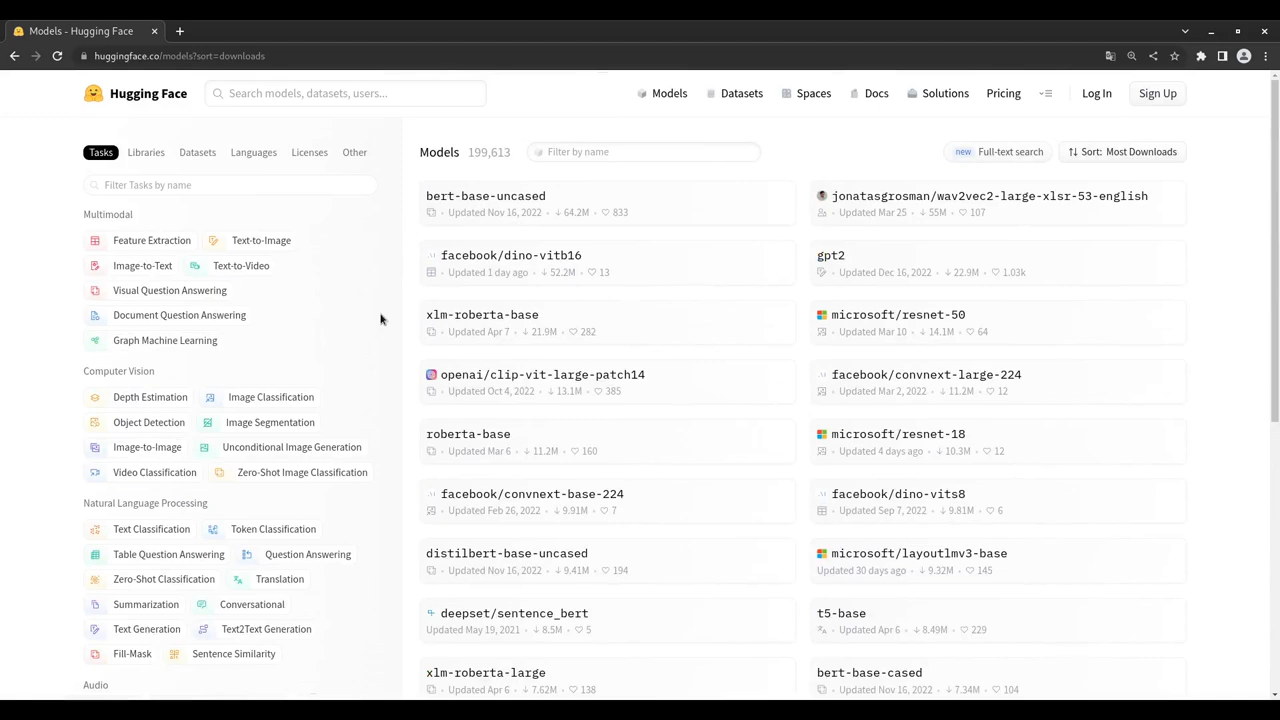 Models - Hugging Face
huggingface.co/models?sort=downloads
Hugging Face
Search models, datasets, users...
Models
Datasets
Spaces
Docs
Solutions
Pricing
Log In
Sign Up
Tasks
Libraries
Datasets
Languages
Licenses
Other
Filter Tasks by name
Multimodal
Feature Extraction
Text-to-Image
Image-to-Text
Text-to-Video
Visual Question Answering
Document Question Answering
Graph Machine Learning
Computer Vision
Depth Estimation
Image Classification
Object Detection
Image Segmentation
Image-to-Image
Unconditional Image Generation
Video Classification
Zero-Shot Image Classification
Natural Language Processing
Text Classification
Token Classification
Table Question Answering
Question Answering
Zero-Shot Classification
Translation
Summarization
Conversational
Text Generation
Text2Text Generation
Fill-Mask
Sentence Similarity
Audio
Models 199,613
Filter by name
new Full-text search
Sort: Most Downloads
bert-base-uncased
Updated Nov 16, 2022 • ↓ 64.2M • ♡ 833
jonatasgrosman/wav2vec2-large-xlsr-53-english
Updated Mar 25 • ↓ 55M • ♡ 107
facebook/dino-vitb16
Updated 1 day ago • ↓ 52.2M • ♡ 13
gpt2
Updated Dec 16, 2022 • ↓ 22.9M • ♡ 1.03k
xlm-roberta-base
Updated Apr 7 • ↓ 21.9M • ♡ 282
microsoft/resnet-50
Updated Mar 10 • ↓ 14.1M • ♡ 64
openai/clip-vit-large-patch14
Updated Oct 4, 2022 • ↓ 13.1M • ♡ 385
facebook/convnext-large-224
Updated Mar 2, 2022 • ↓ 11.2M • ♡ 12
roberta-base
Updated Mar 6 • ↓ 11.2M • ♡ 160
microsoft/resnet-18
Updated 4 days ago • ↓ 10.3M • ♡ 12
facebook/convnext-base-224
Updated Feb 26, 2022 • ↓ 9.91M • ♡ 7
facebook/dino-vits8
Updated Sep 7, 2022 • ↓ 9.81M • ♡ 6
distilbert-base-uncased
Updated Nov 16, 2022 • ↓ 9.41M • ♡ 194
microsoft/layoutlmv3-base
Updated 30 days ago • ↓ 9.32M • ♡ 145
deepset/sentence_bert
Updated May 19, 2021 • ↓ 8.5M • ♡ 5
t5-base
Updated Apr 6 • ↓ 8.49M • ♡ 229
xlm-roberta-large
Updated Apr 6 • ↓ 7.62M • ♡ 138
bert-base-cased
Updated Nov 16, 2022 • ↓ 7.34M • ♡ 104